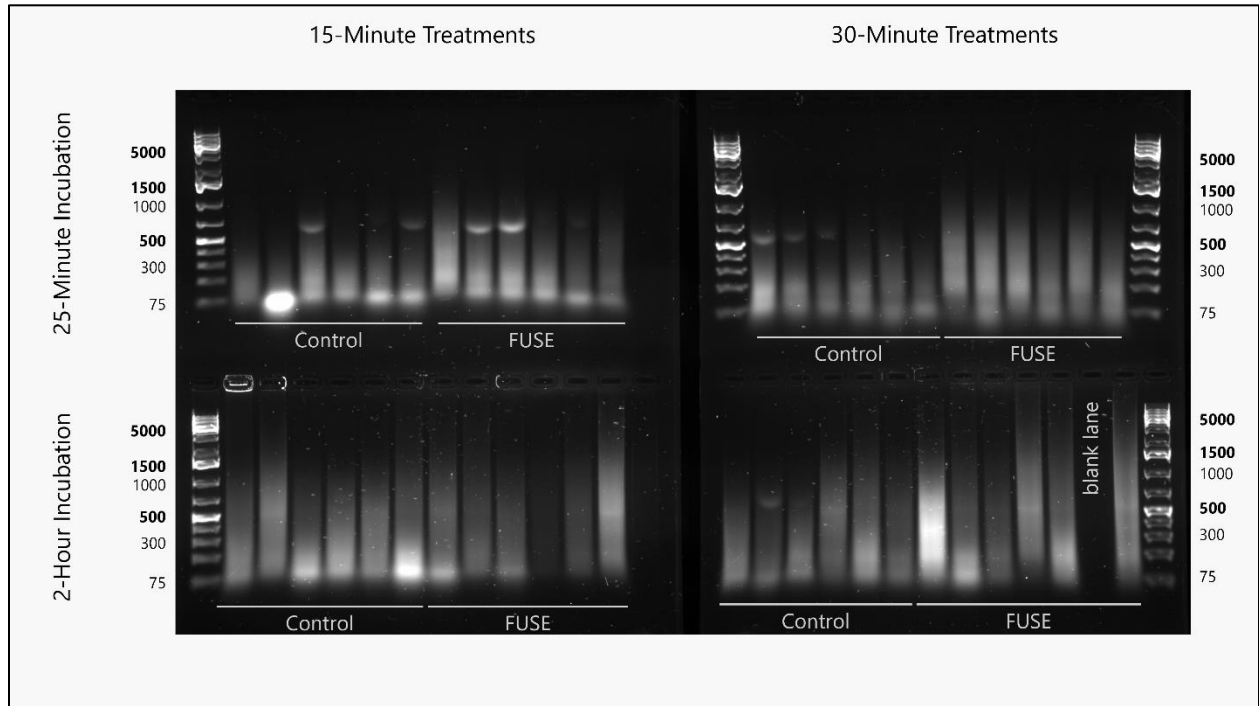 15-Minute Treatments
30-Minute Treatments
25-Minute Incubation
5000
1500
1000
500
300
75
Control
FUSE
Control
FUSE
5000
1500
1000
500
300
75
2-Hour Incubation
5000
1500
1000
500
300
75
Control
FUSE
blank lane
Control
FUSE
5000
1500
1000
500
300
75